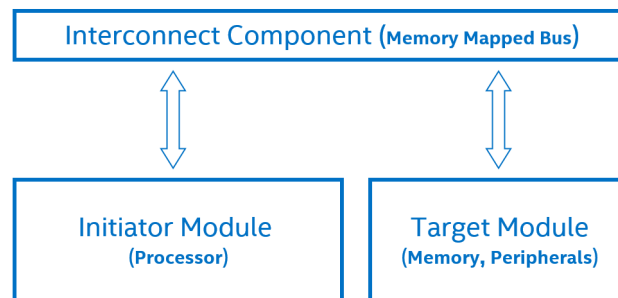 Interconnect Component (Memory Mapped Bus)
Initiator Module
(Processor)
Target Module
(Memory, Peripherals)